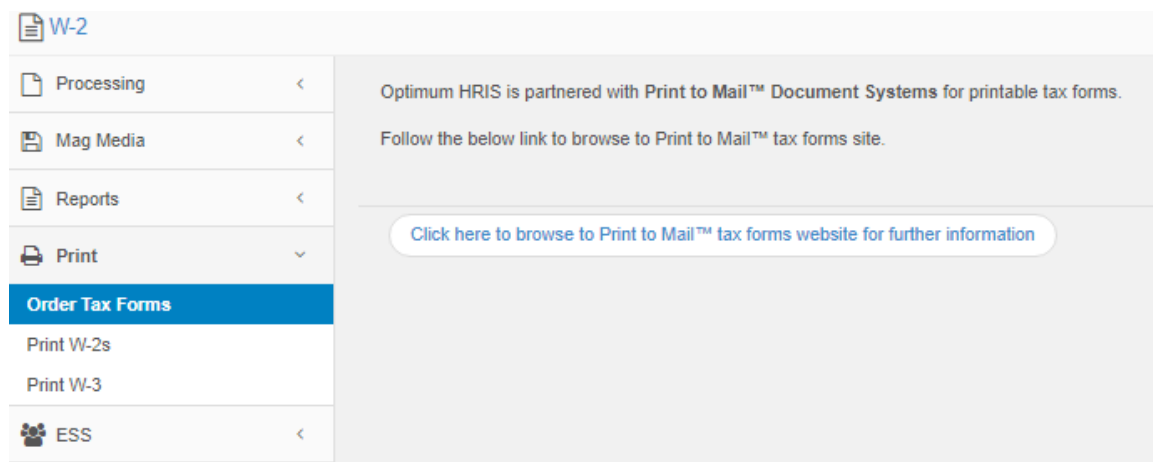 W-2
Processing
Mag Media
Reports
Print
Order Tax Forms
Print W-2s
Print W-3
ESS
Optimum HRIS is partnered with Print to Mail™ Document Systems for printable tax forms.
Follow the below link to browse to Print to Mail™ tax forms site.
Click here to browse to Print to Mail™ tax forms website for further information